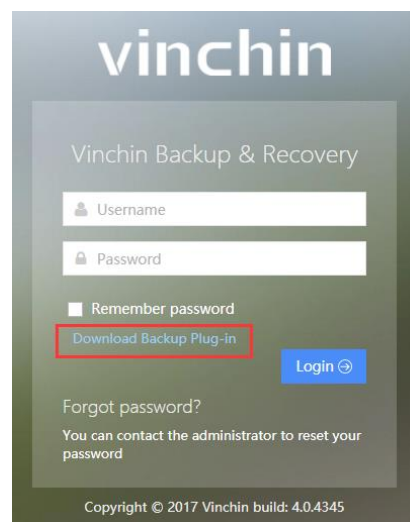 vinchin
Vinchin Backup & Recovery
Username
Password
Remember password
Download Backup Plug-in
Login
Forgot password?
You can contact the administrator to reset your
password
Copyright © 2017 Vinchin build: 4.0.4345